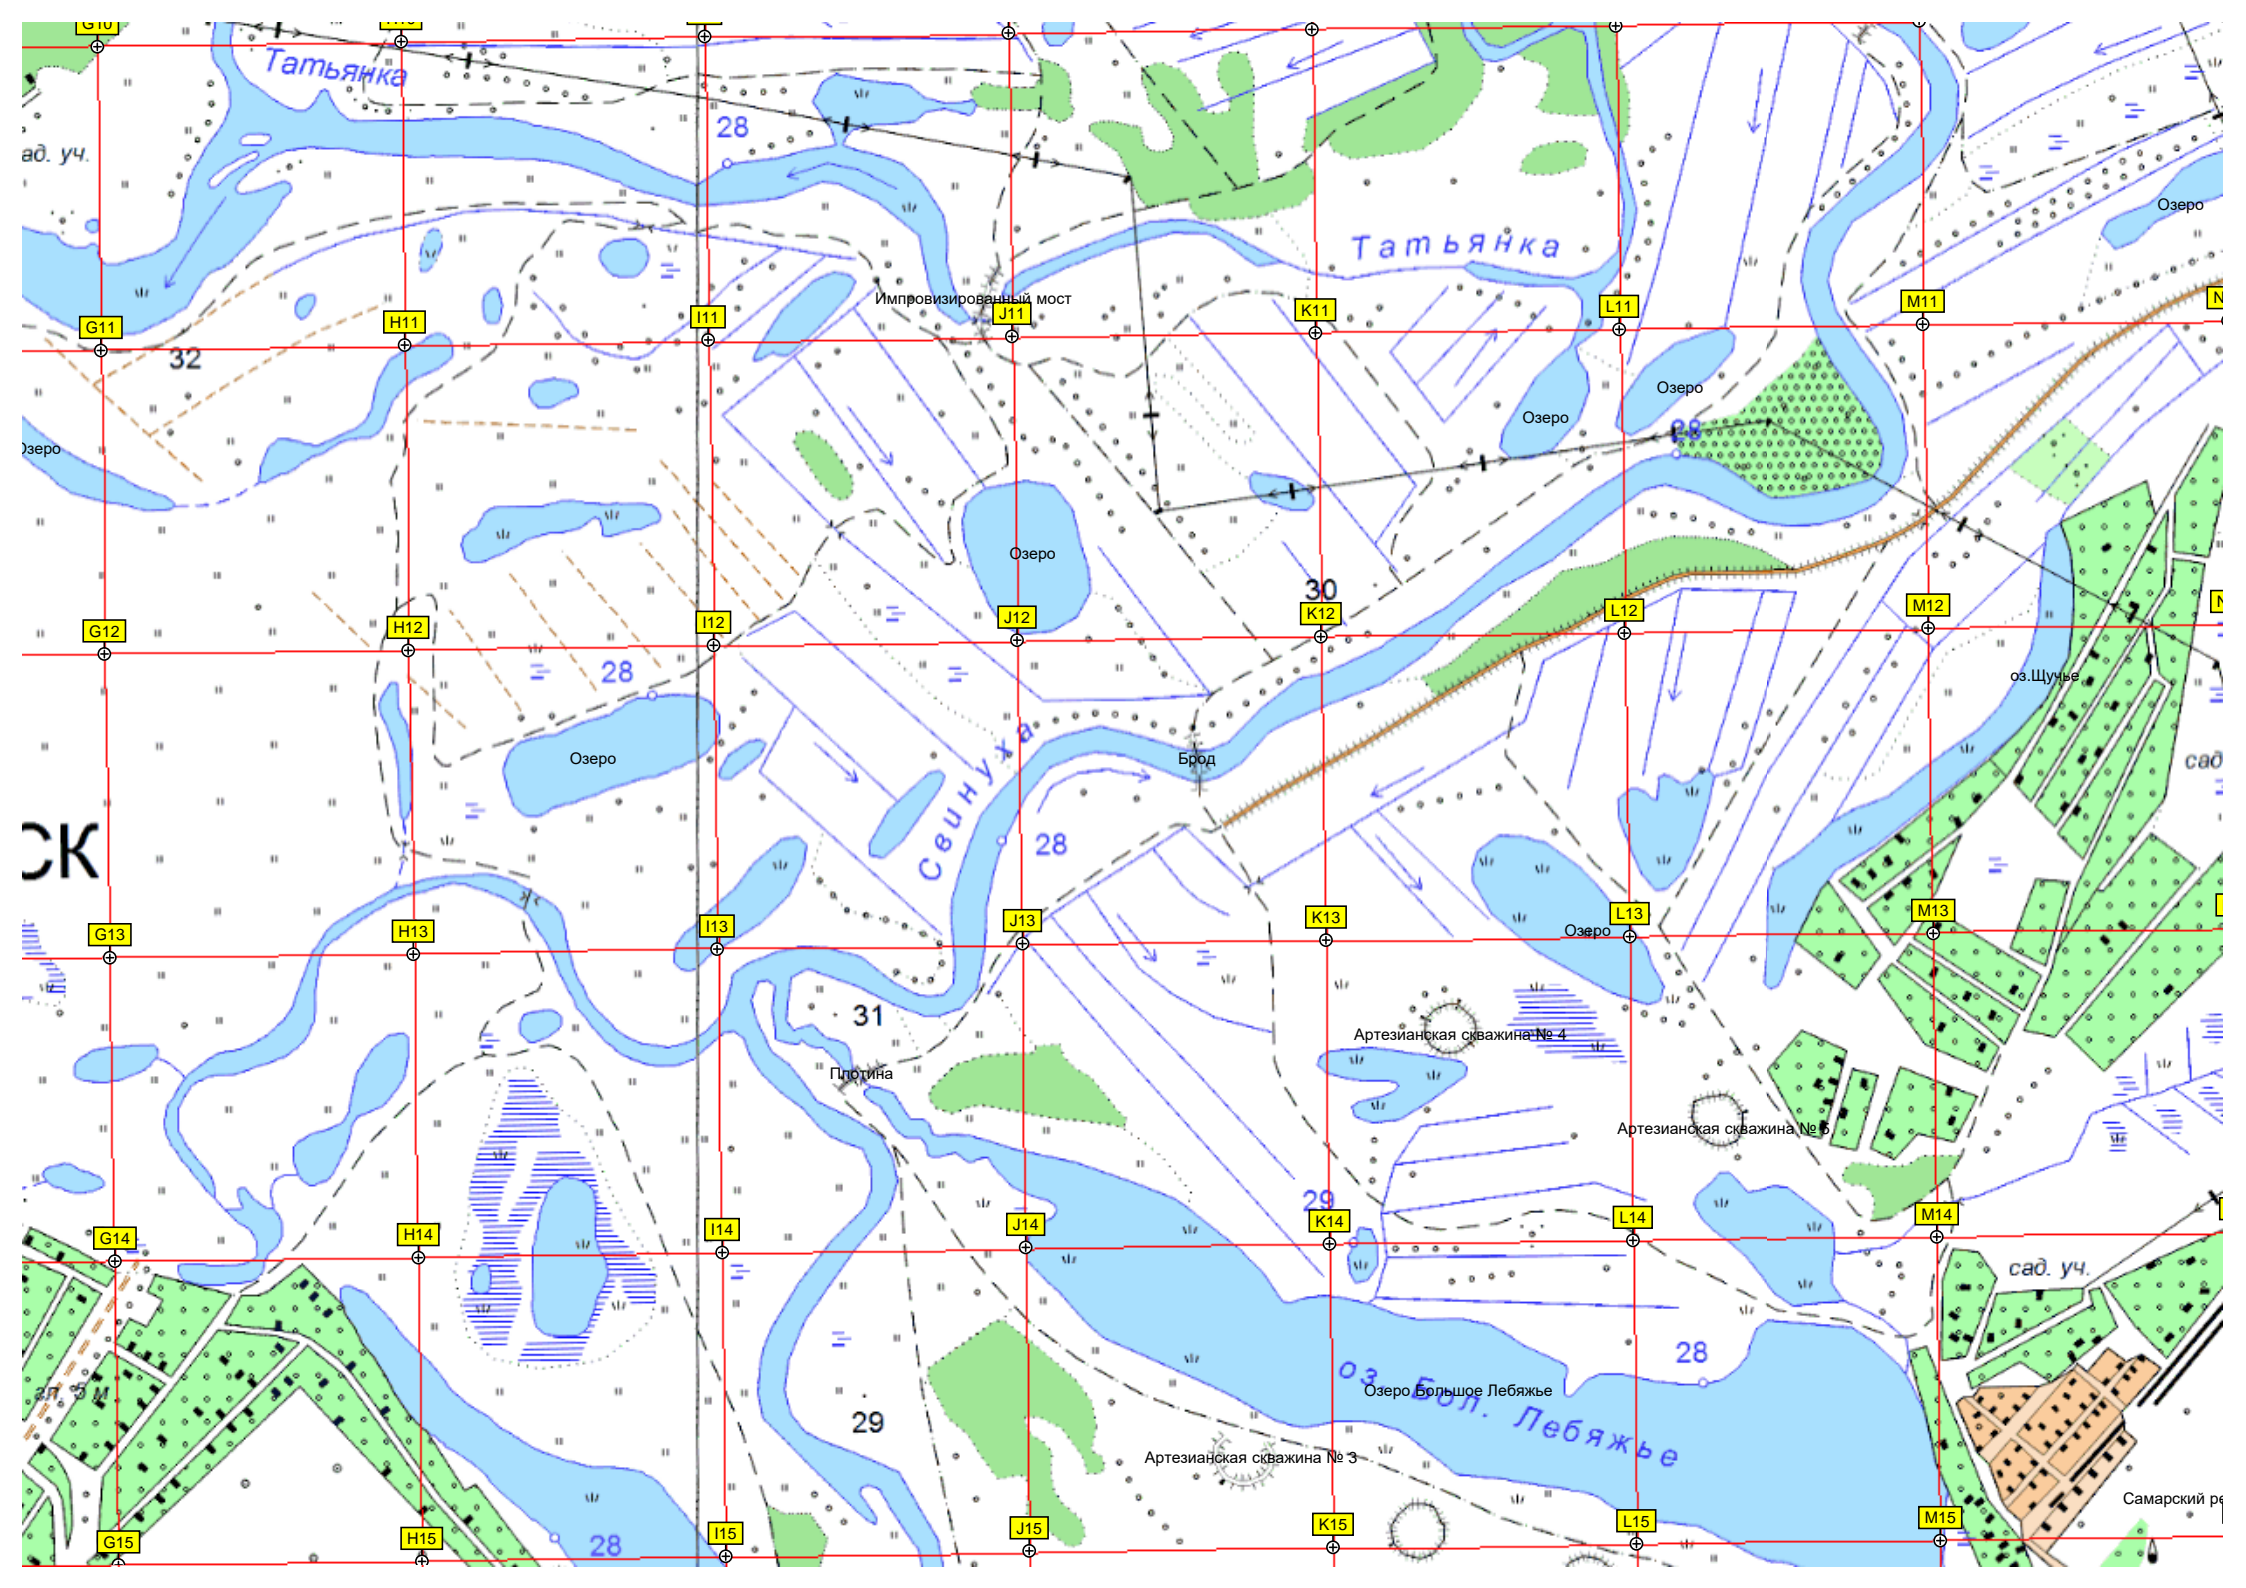 G10
Татьянка
28
ад. уч.
Озеро
Татьянка
Импровизированный мост
G11
H11
I11
J11
K11
L11
M11
N
32
Озеро
Озеро
Озеро
28
Озеро
30
G12
H12
I12
J12
K12
L12
M12
N
28
оз.Щучье
Озеро
Свинуха
Брод
сад
СК
28
G13
H13
I13
J13
K13
L13
M13
Озеро
31
Артезианская скважина № 4
Плотина
Артезианская скважина № 5
29
G14
H14
I14
J14
K14
L14
M14
сад. уч.
28
оз. Бол. Лебяжье
Озеро Большое Лебяжье
зл. 5 м
29
Артезианская скважина № 3
Самарский ре
G15
H15
I15
J15
K15
L15
M15
28